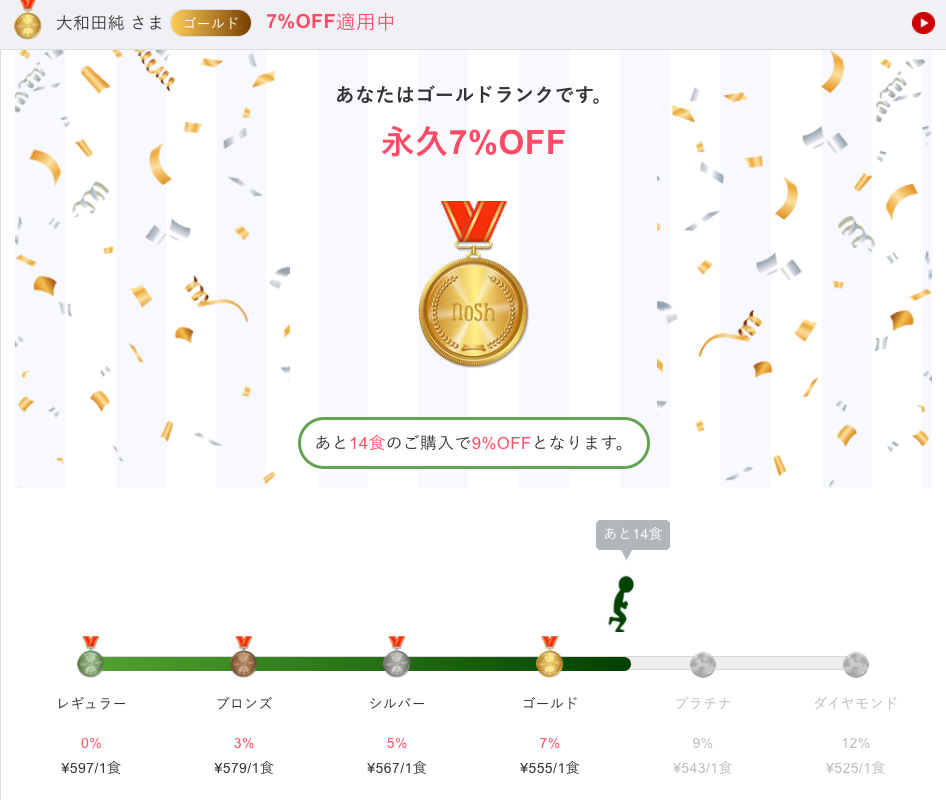 大和田純 さま ゴールド 7%OFF適用中
あなたはゴールドランクです。
永久7%OFF
nosh
あと14食のご購入で9%OFFとなります。
あと14食
レギュラー ブロンズ シルバー ゴールド プラチナ ダイヤモンド
0% 3% 5% 7% 9% 12%
¥597/1食 ¥579/1食 ¥567/1食 ¥555/1食 ¥543/1食 ¥525/1食